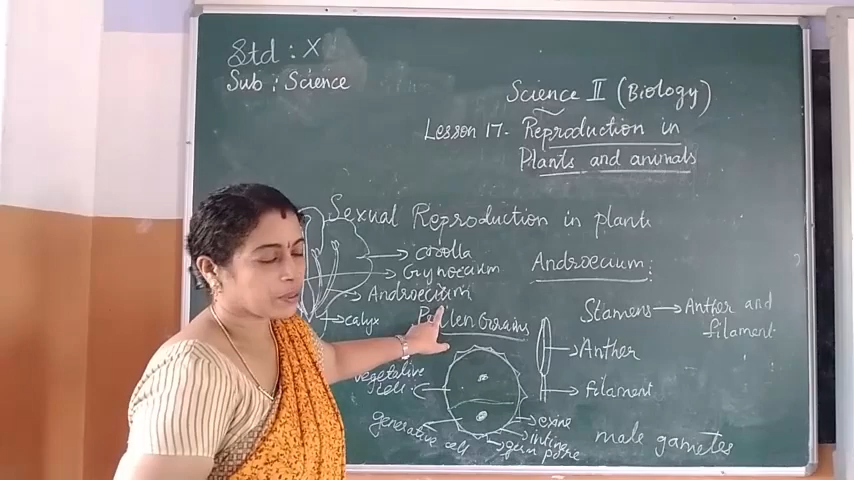 Std : X
Sub : Science
Science II (Biology)
Lesson 17. Reproduction in
Plants and animals
Sexual Reproduction in plants
corolla
Gynoecium
Androecium
calyx
Androecium :
Stamens → Anther and
filament
Pollen Grains
Anther
filament
vegetative
cell
generative cell
exine
intine
germ pore
male gametes